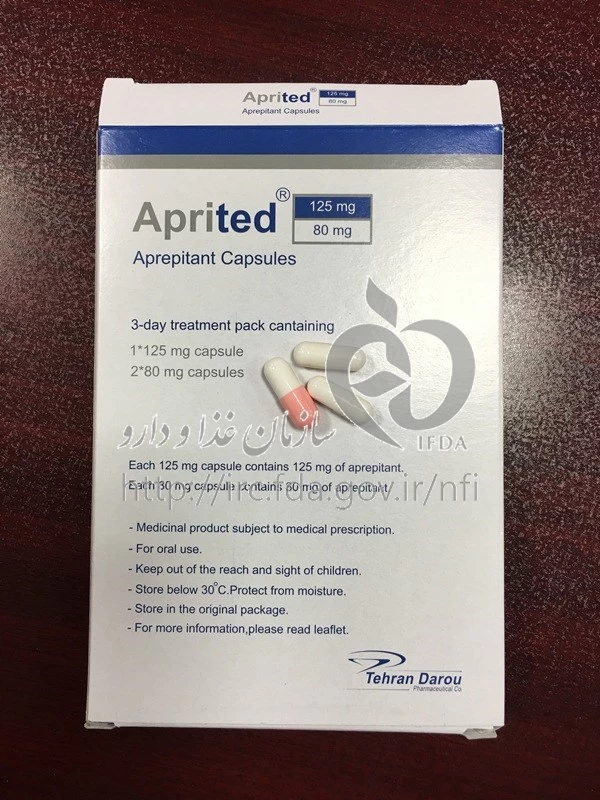 Aprited® 125 mg
80 mg
Aprepitant Capsules
Aprited® 125 mg
80 mg
Aprepitant Capsules
3-day treatment pack cantaining
1*125 mg capsule
2*80 mg capsules
سازمان غذا و دارو
IFDA
Each 125 mg capsule contains 125 mg of aprepitant.
Each 80 mg capsule contains 80 mg of aprepitant.
http://irc.fda.gov.ir/nfi
- Medicinal product subject to medical prescription.
- For oral use.
- Keep out of the reach and sight of children.
- Store below 30°C.Protect from moisture.
- Store in the original package.
- For more information,please read leaflet.
Tehran Darou
Pharmaceutical Co